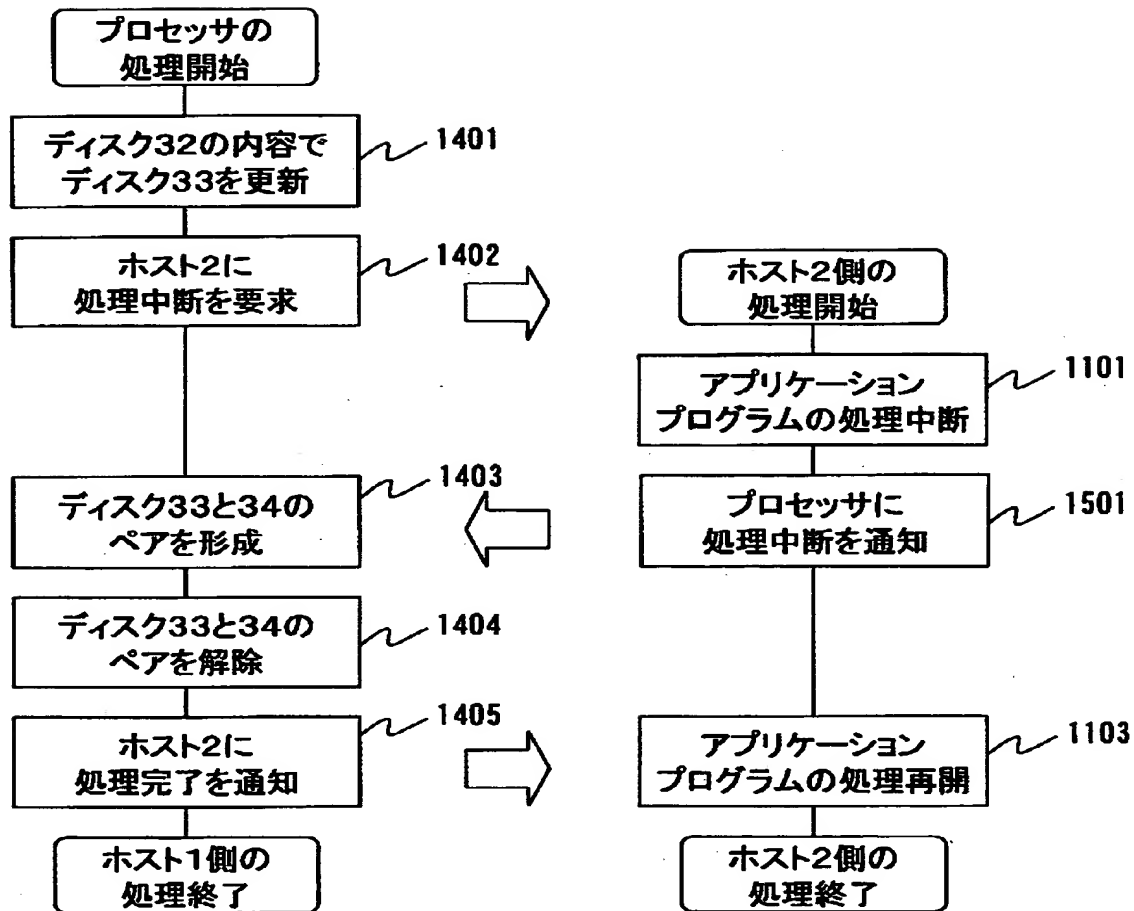 プロセッサの
処理開始
ディスク32の内容で
ディスク33を更新
1401
ホスト2に
処理中断を要求
1402
ホスト2側の
処理開始
アプリケーション
プログラムの処理中断
1101
ディスク33と34の
ペアを形成
1403
プロセッサに
処理中断を通知
1501
ディスク33と34の
ペアを解除
1404
ホスト2に
処理完了を通知
1405
アプリケーション
プログラムの処理再開
1103
ホスト1側の
処理終了
ホスト2側の
処理終了